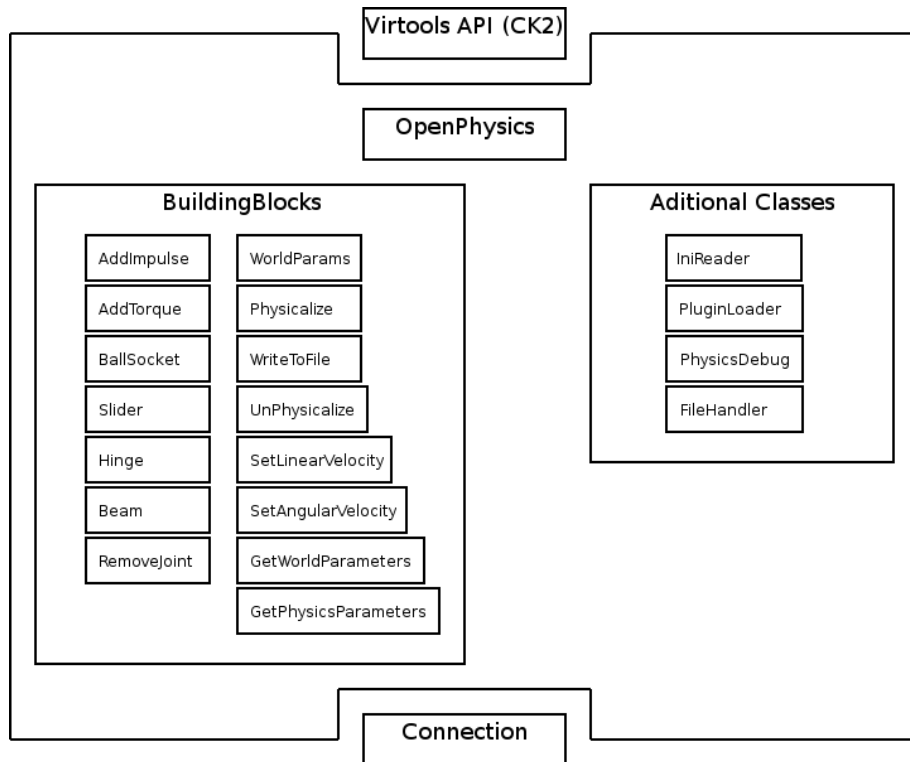 Virtools API (CK2)
OpenPhysics
BuildingBlocks
AddImpulse
AddTorque
BallSocket
Slider
Hinge
Beam
RemoveJoint
WorldParams
Physicalize
WriteToFile
UnPhysicalize
SetLinearVelocity
SetAngularVelocity
GetWorldParameters
GetPhysicsParameters
Aditional Classes
IniReader
PluginLoader
PhysicsDebug
FileHandler
Connection